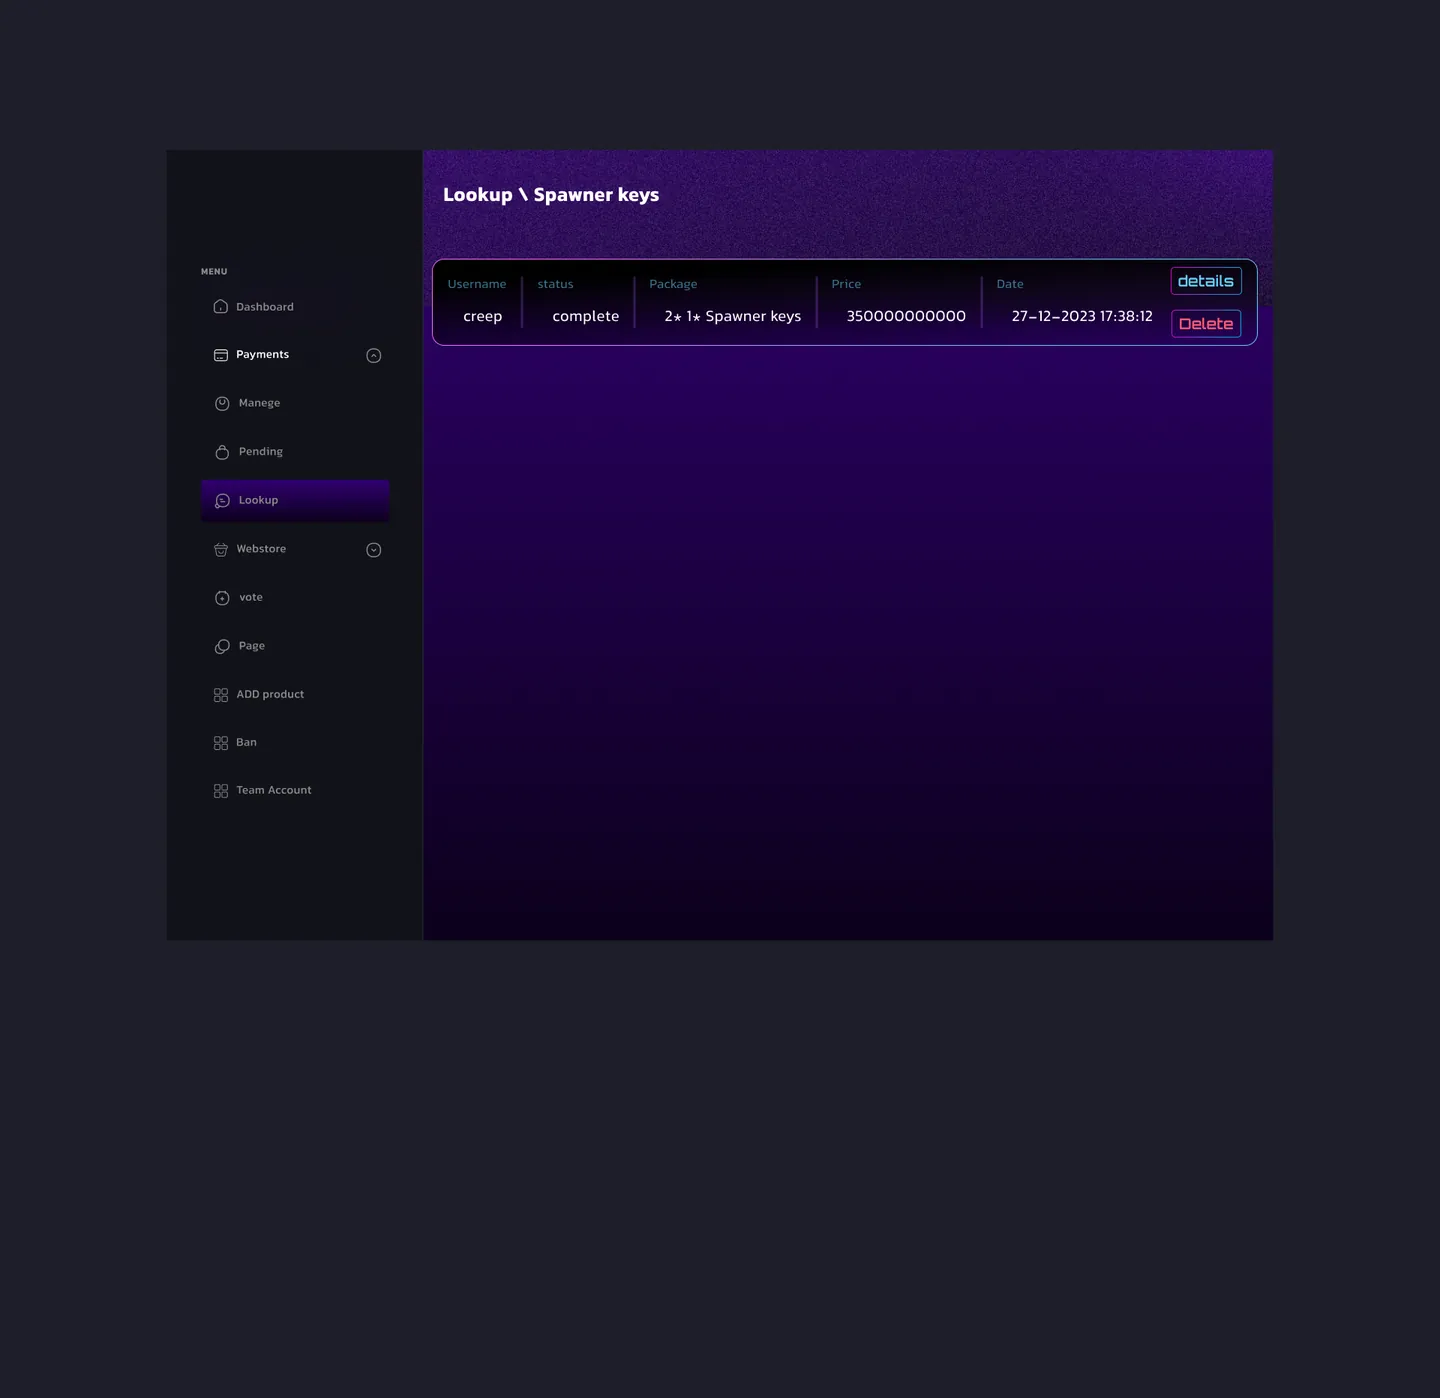 Lookup \ Spawner keys
MENU
Dashboard
Payments
Manege
Pending
Lookup
Webstore
vote
Page
ADD product
Ban
Team Account
Username status Package Price Date details
creep complete 2* 1* Spawner keys 350000000000 27-12-2023 17:38:12 Delete